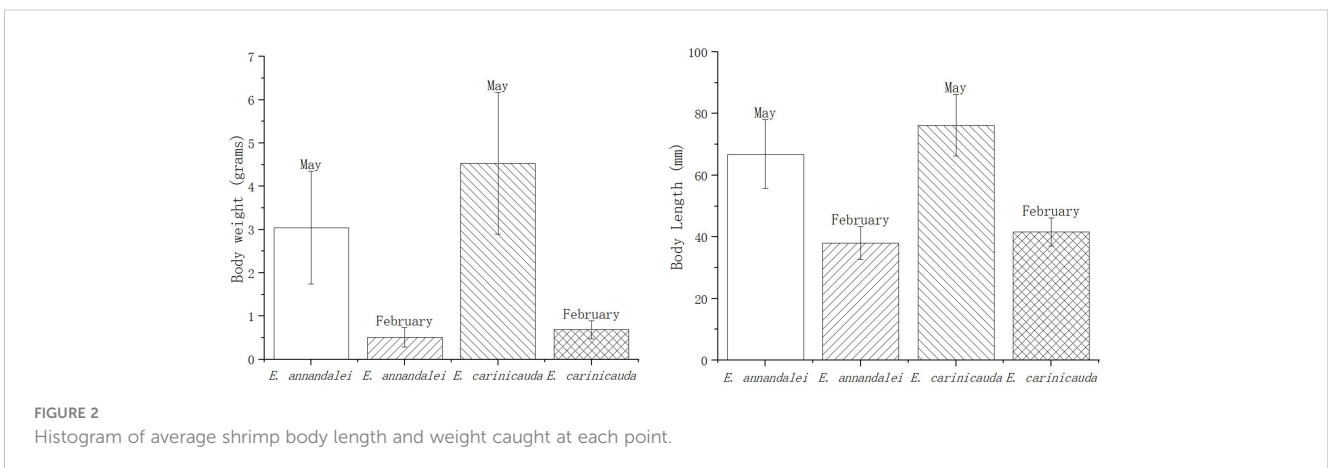 Body weight (grams)
7
6
5
4
3
2
1
0
May
February
May
February
E. annandalei E. annandalei E. carinicauda E. carinicauda
Body Length (mm)
100
80
60
40
20
0
May
February
May
February
E. annandalei E. annandalei E. carinicauda E. carinicauda
FIGURE 2
Histogram of average shrimp body length and weight caught at each point.